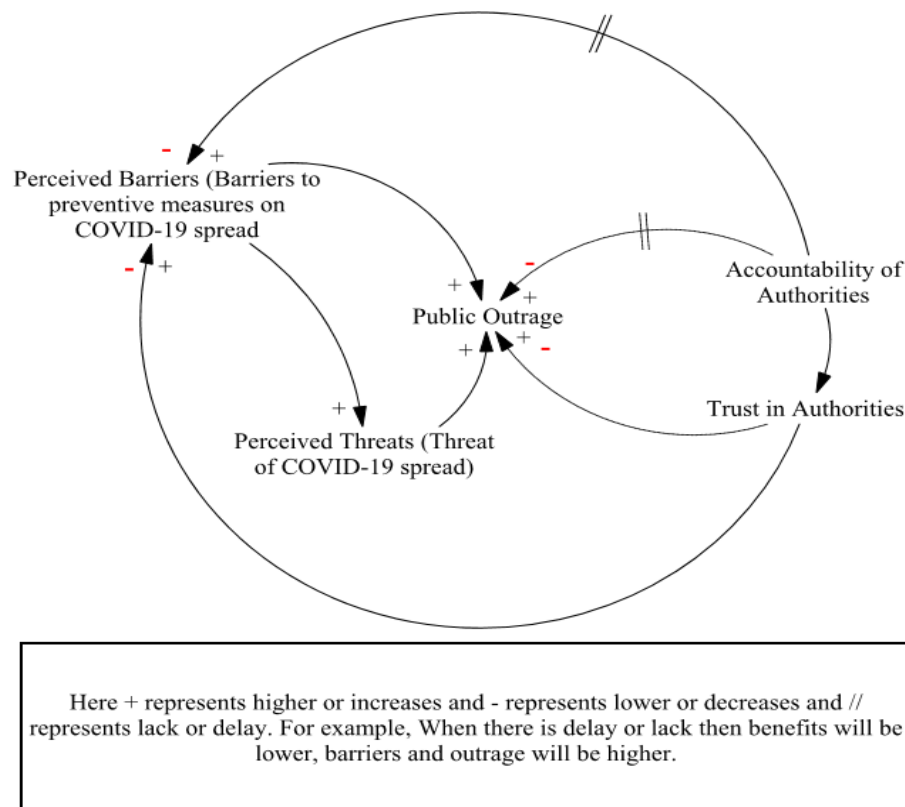 //
- +
Perceived Barriers (Barriers to
preventive measures on
COVID-19 spread
- +
//
-
+ +
Public Outrage
+ + -
Accountability of
Authorities
Trust in Authorities
+
Perceived Threats (Threat
of COVID-19 spread)
Here + represents higher or increases and - represents lower or decreases and //
represents lack or delay. For example, When there is delay or lack then benefits will be
lower, barriers and outrage will be higher.